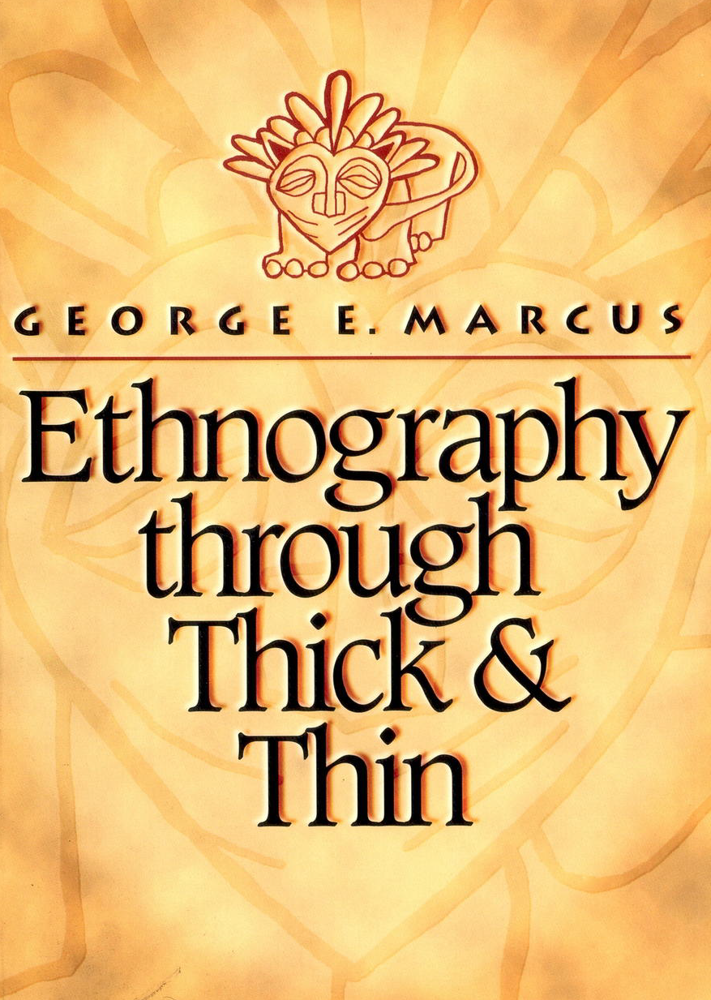 GEORGE E. MARCUS
Ethnography
through
Thick &
Thin